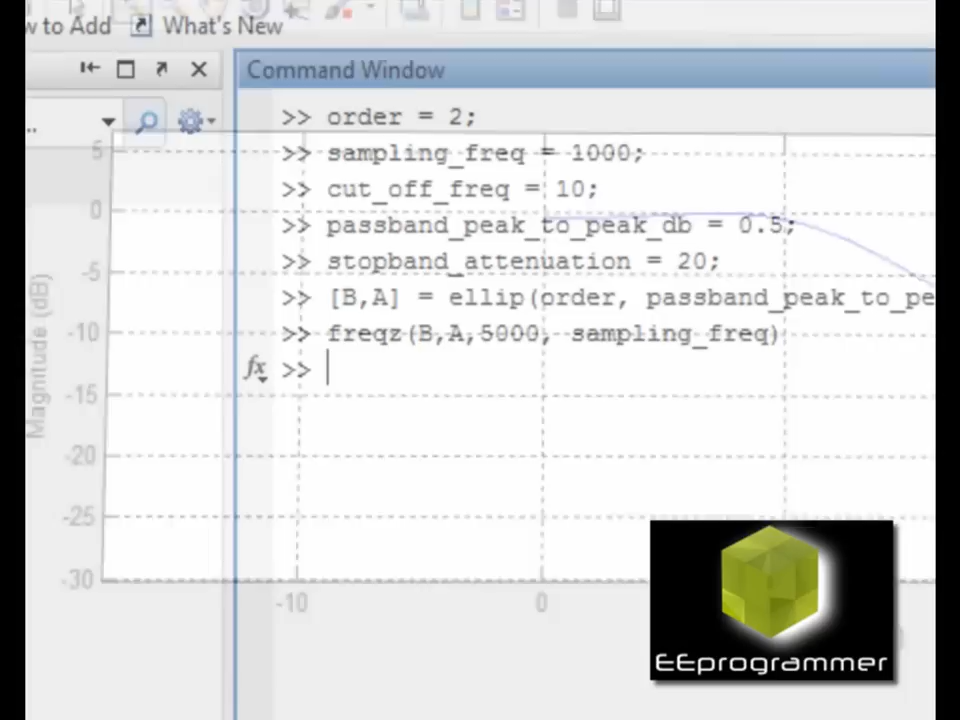 w to Add What's New
Command Window
>> order = 2;
>> sampling_freq = 1000;
>> cut_off_freq = 10;
>> passband_peak_to_peak_db = 0.5;
>> stopband_attenuation = 20;
>> [B,A] = ellip(order, passband_peak_to_pe
>> freqz(B,A,5000, sampling_freq)
fx >>
5
0
-5
-10
-15
-20
-25
-30
Magnitude (dB)
-10 0
EEprogrammer